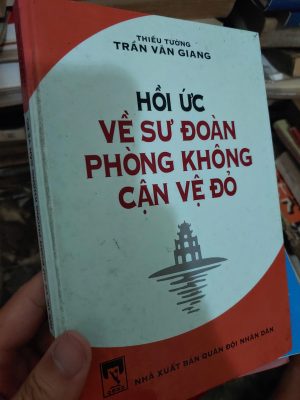 THIẾU TƯỚNG
TRẦN VĂN GIANG
HỒI ỨC
VỀ SƯ ĐOÀN
PHÒNG KHÔNG
CẬN VỆ ĐỎ
NHÀ XUẤT BẢN QUÂN ĐỘI NHÂN DÂN